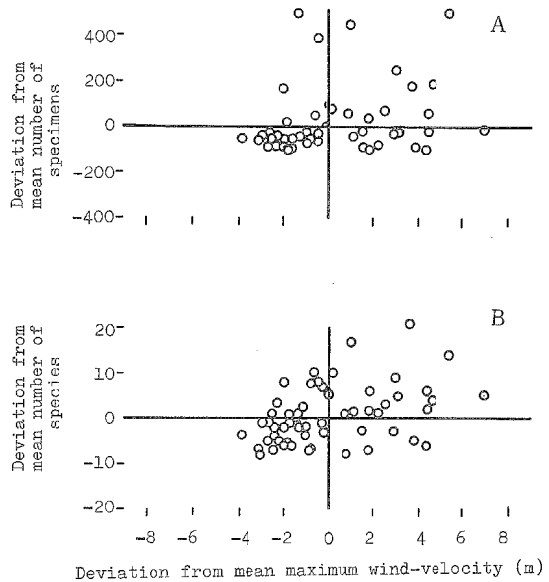 A
Deviation from
mean number of
specimens
400
200
0
-200
-400
B
Deviation from
mean number of
species
20
10
0
-10
-20
-8 -6 -4 -2 0 2 4 6 8
Deviation from mean maximum wind-velocity (m)